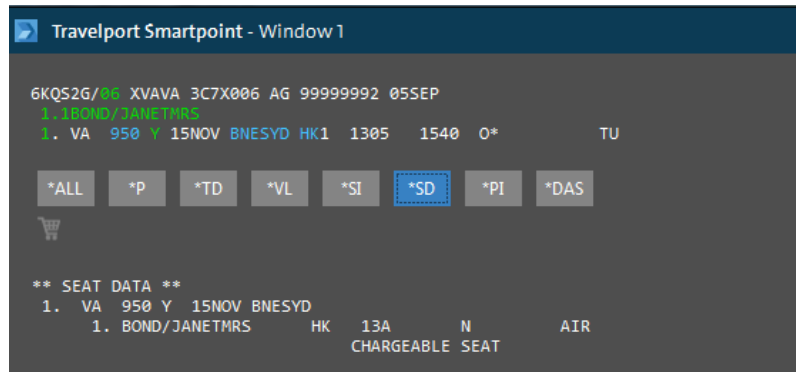 Travelport Smartpoint - Window 1
6KQS2G/06 XVAVA 3C7X006 AG 99999992 05SEP
1.1BOND/JANETMRS
1. VA 950 Y 15NOV BNESYD HK1 1305 1540 O* TU
*ALL *P *TD *VL *SI *SD *PI *DAS
** SEAT DATA **
1. VA 950 Y 15NOV BNESYD
1. BOND/JANETMRS HK 13A N AIR
CHARGEABLE SEAT